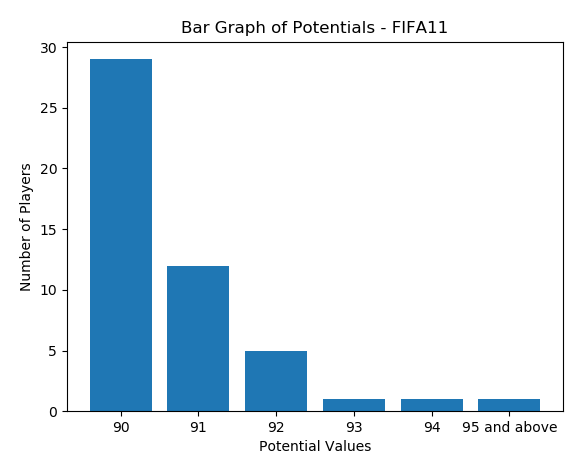 Bar Graph of Potentials - FIFA11
30
25
20
15
10
5
0
Number of Players
90 91 92 93 94 95 and above
Potential Values